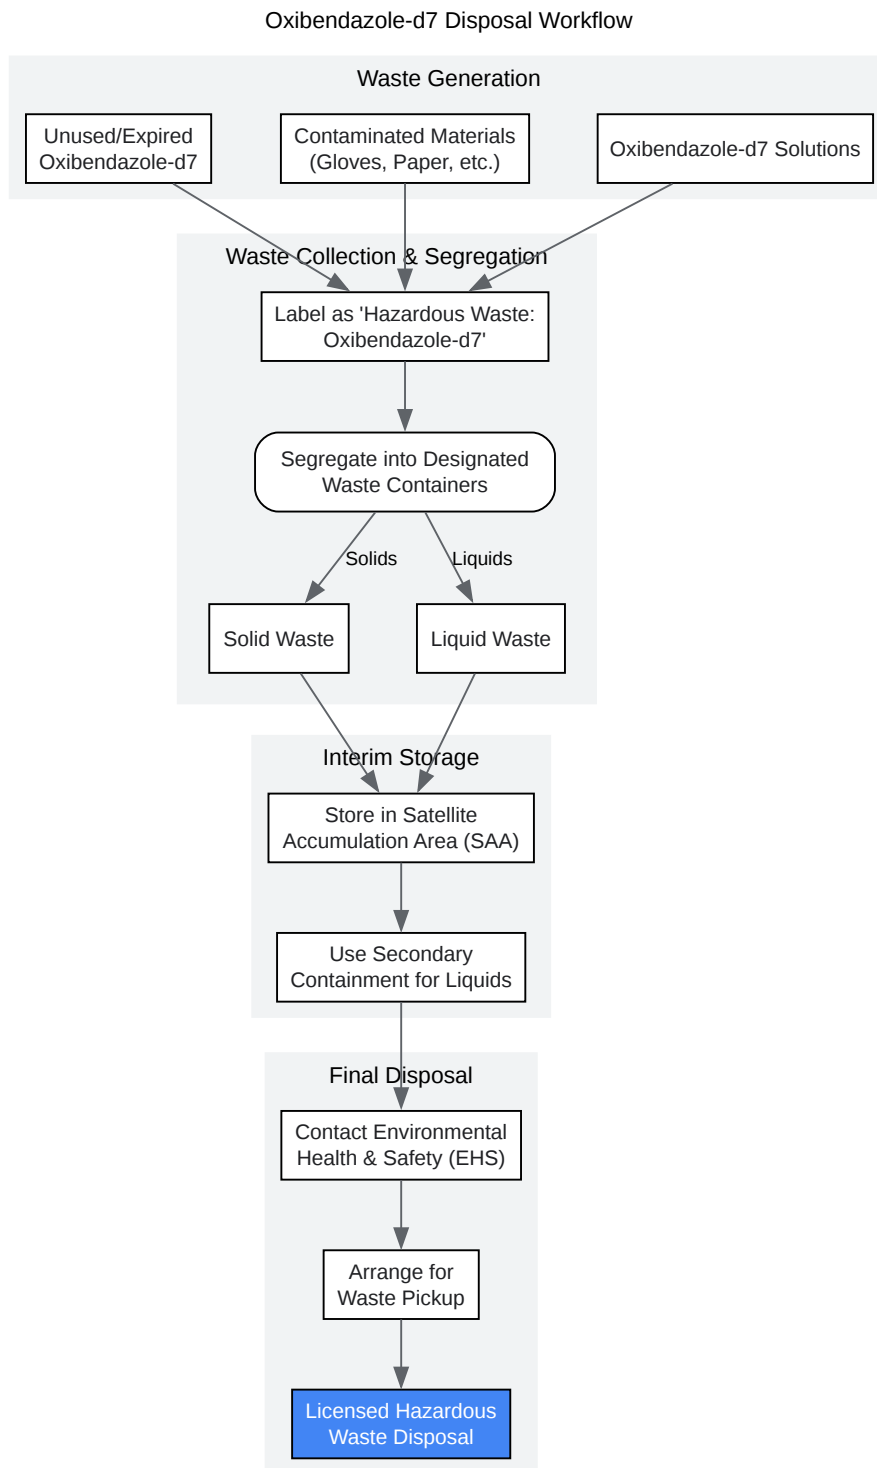 Oxibendazole-d7 Disposal Workflow
Waste Generation
Unused/Expired
Oxibendazole-d7
Contaminated Materials
(Gloves, Paper, etc.)
Oxibendazole-d7 Solutions
Waste Collection & Segregation
Label as 'Hazardous Waste:
Oxibendazole-d7'
Segregate into Designated
Waste Containers
Solids
Liquids
Solid Waste
Liquid Waste
Interim Storage
Store in Satellite
Accumulation Area (SAA)
Use Secondary
Containment for Liquids
Final Disposal
Contact Environmental
Health & Safety (EHS)
Arrange for
Waste Pickup
Licensed Hazardous
Waste Disposal